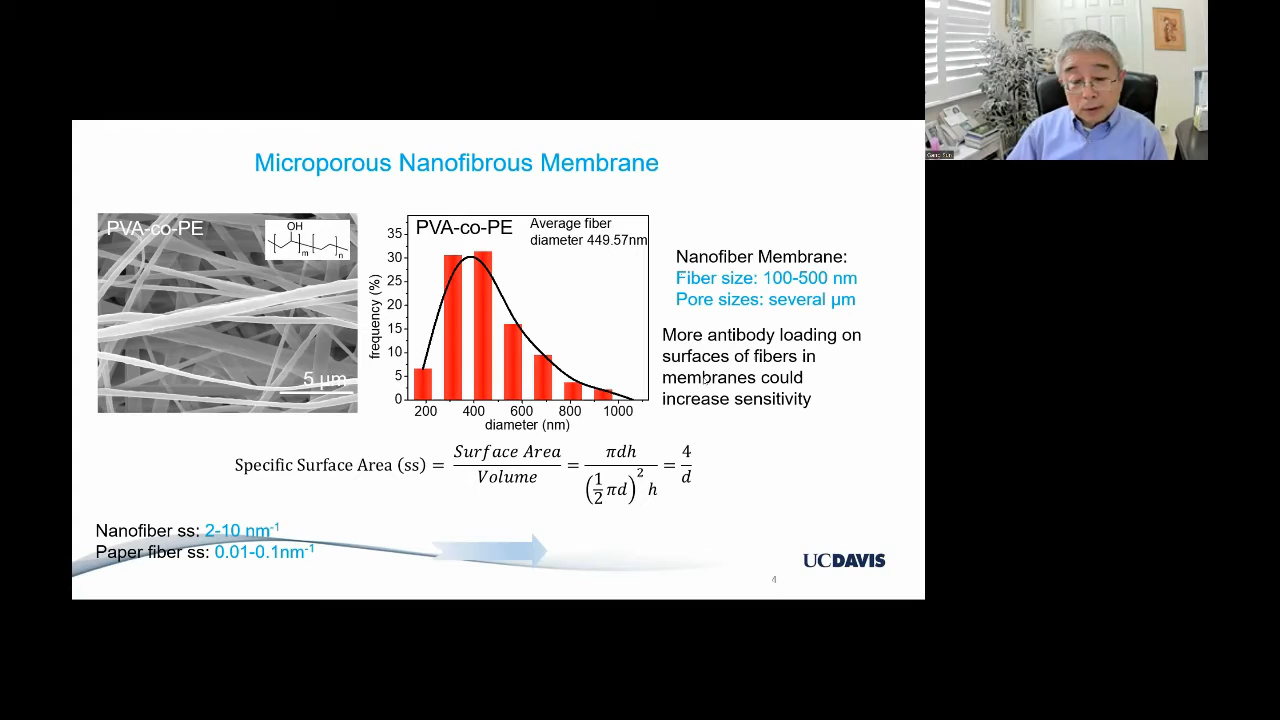 Microporous Nanofibrous Membrane
PVA-co-PE
OH
m
n
5 μm
PVA-co-PE
Average fiber
diameter 449.57nm
frequency (%)
35
30
25
20
15
10
5
0
200 400 600 800 1000
diameter (nm)
Nanofiber Membrane:
Fiber size: 100-500 nm
Pore sizes: several µm
More antibody loading on
surfaces of fibers in
membranes could
increase sensitivity
Specific Surface Area (ss) = Surface Area / Volume = πdh / (1/2 πd)² h = 4/d
Nanofiber ss: 2-10 nm⁻¹
Paper fiber ss: 0.01-0.1nm⁻¹
UCDAVIS
4